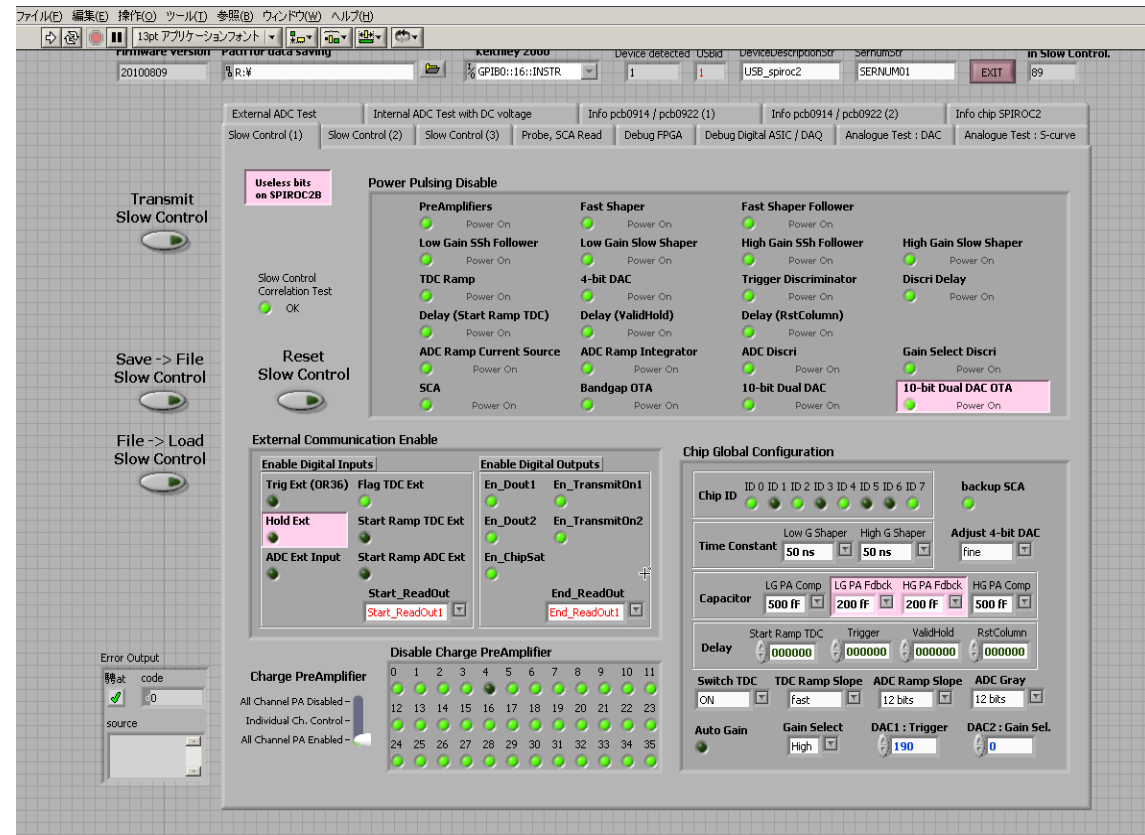 ファイル(F) 編集(E) 操作(O) ツール(T) 参照(B) ウィンドウ(W) ヘルプ(H)
13pt アプリケーションフォント
Firmware version Path for data saving Keithley 2000 Device detected USBid DeviceDescriptionStr SernumStr in Slow Control.
20100809 R:¥ GPIB0::16::INSTR 1 1 USB_spiroc2 SERNUM01 EXIT 89
External ADC Test Internal ADC Test with DC voltage Info pcb0914 / pcb0922 (1) Info pcb0914 / pcb0922 (2) Info chip SPIROC2
Slow Control (1) Slow Control (2) Slow Control (3) Probe, SCA Read Debug FPGA Debug Digital ASIC / DAQ Analogue Test : DAC Analogue Test : S-curve
Useless bits
on SPIROC2B
Transmit
Slow Control
Slow Control
Correlation Test
OK
Save -> File
Slow Control
Reset
Slow Control
File -> Load
Slow Control
Power Pulsing Disable
PreAmplifiers Fast Shaper Fast Shaper Follower
Power On Power On Power On
Low Gain SSh Follower Low Gain Slow Shaper High Gain SSh Follower High Gain Slow Shaper
Power On Power On Power On Power On
TDC Ramp 4-bit DAC Trigger Discriminator Discri Delay
Power On Power On Power On Power On
Delay (Start Ramp TDC) Delay (ValidHold) Delay (RstColumn)
Power On Power On Power On
ADC Ramp Current Source ADC Ramp Integrator ADC Discri Gain Select Discri
Power On Power On Power On Power On
SCA Bandgap OTA 10-bit Dual DAC 10-bit Dual DAC OTA
Power On Power On Power On Power On
External Communication Enable
Enable Digital Inputs Enable Digital Outputs
Trig Ext (OR36) Flag TDC Ext En_Dout1 En_TransmitOn1
Hold Ext Start Ramp TDC Ext En_Dout2 En_TransmitOn2
ADC Ext Input Start Ramp ADC Ext En_ChipSat
Start_ReadOut End_ReadOut
Start_ReadOut1 End_ReadOut1
Chip Global Configuration
Chip ID ID 0 ID 1 ID 2 ID 3 ID 4 ID 5 ID 6 ID 7 backup SCA
Low G Shaper High G Shaper Adjust 4-bit DAC
Time Constant 50 ns 50 ns fine
LG PA Comp LG PA Fdbck HG PA Fdbck HG PA Comp
Capacitor 500 fF 200 fF 200 fF 500 fF
Start Ramp TDC Trigger ValidHold RstColumn
Delay 000000 000000 000000 000000
Switch TDC TDC Ramp Slope ADC Ramp Slope ADC Gray
ON fast 12 bits 12 bits
Auto Gain Gain Select DAC1 : Trigger DAC2 : Gain Sel.
High 190 0
Error Output
code
0
source
Charge PreAmplifier
All Channel PA Disabled
Individual Ch. Control
All Channel PA Enabled
Disable Charge PreAmplifier
0 1 2 3 4 5 6 7 8 9 10 11
12 13 14 15 16 17 18 19 20 21 22 23
24 25 26 27 28 29 30 31 32 33 34 35